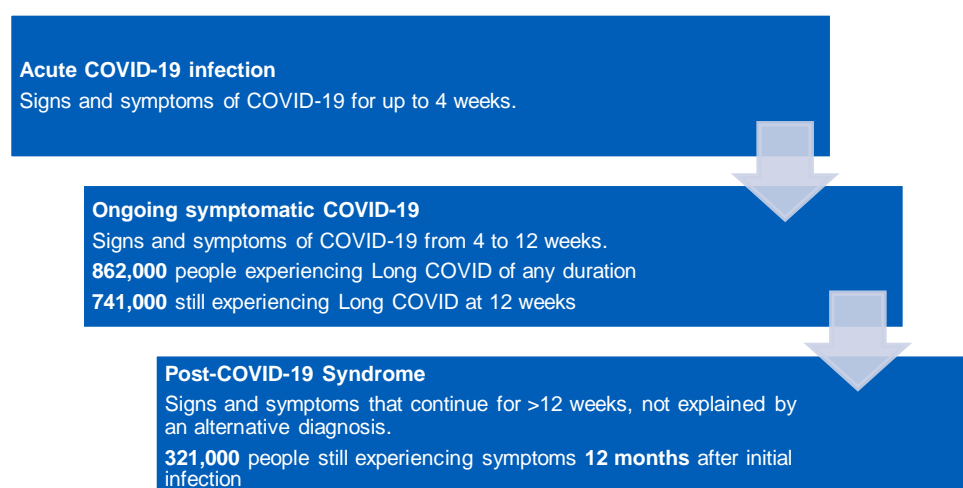 Acute COVID-19 infection
Signs and symptoms of COVID-19 for up to 4 weeks.
Ongoing symptomatic COVID-19
Signs and symptoms of COVID-19 from 4 to 12 weeks.
862,000 people experiencing Long COVID of any duration
741,000 still experiencing Long COVID at 12 weeks
Post-COVID-19 Syndrome
Signs and symptoms that continue for >12 weeks, not explained by
an alternative diagnosis.
321,000 people still experiencing symptoms 12 months after initial
infection